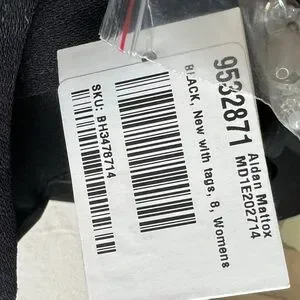 9532871
Aidan Mattox
MD1E202714
BLACK, New with tags, 8, Womens
SKU: BH3478714